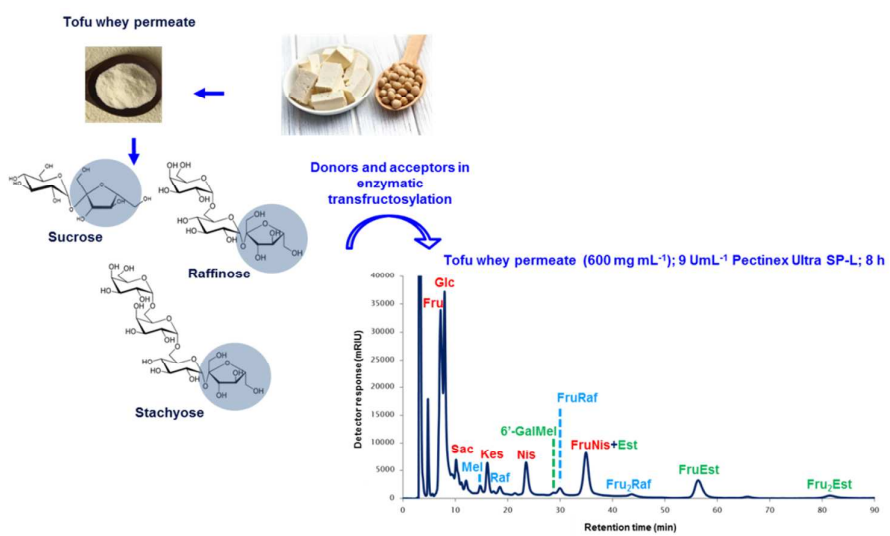 Tofu whey permeate
Sucrose
Raffinose
Stachyose
Donors and acceptors in
enzymatic
transfructosylation
Tofu whey permeate (600 mg mL⁻¹); 9 UmL⁻¹ Pectinex Ultra SP-L; 8 h
Detector response(mRIU)
40000
35000
30000
25000
20000
15000
10000
5000
0
Glc
Fru
Sac
Mel
Kes
Raf
Nis
6'-GalMel
FruRaf
FruNis+Est
Fru₂Raf
FruEst
Fru₂Est
0 10 20 30 40 50 60 70 80 90
Retention time (min)